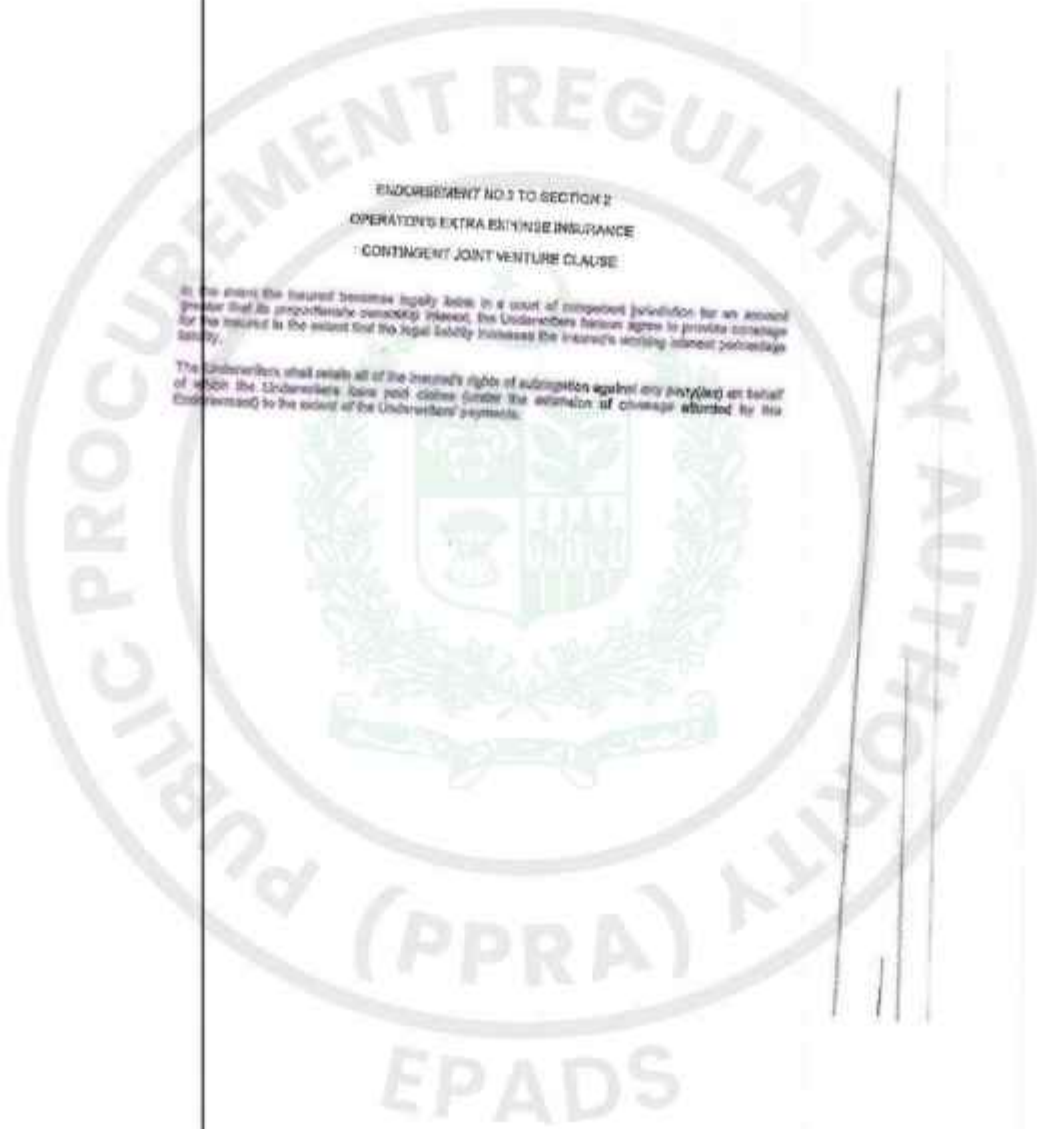 ENDORSEMENT NO.3 TO SECTION 2
OPERATOR'S EXTRA EXPENSE INSURANCE
CONTINGENT JOINT VENTURE CLAUSE
In the event the Insured becomes legally liable in a court of competent jurisdiction for an amount
greater that its proportionate ownership interest, the Underwriters hereon agree to provide coverage
for the Insured to the extent that the legal liability increases the Insured's working interest percentage
liability.
The Underwriters shall retain all of the Insured's rights of subrogation against any party(ies) on behalf
of whom the Underwriters have paid claims (under the extension of coverage afforded by this
Endorsement) to the extent of the Underwriters' payments.
PUBLIC PROCUREMENT REGULATORY AUTHORITY
(PPRA)
EPADS